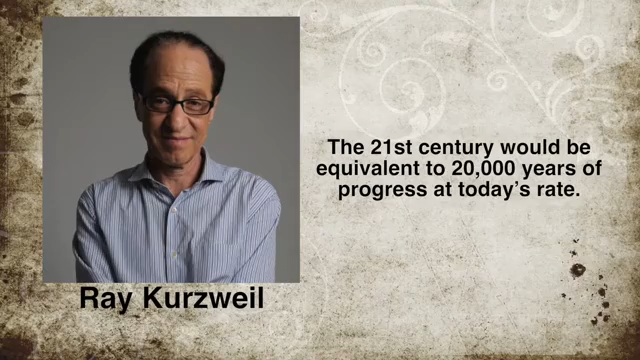 The 21st century would be
equivalent to 20,000 years of
progress at today's rate.
Ray Kurzweil